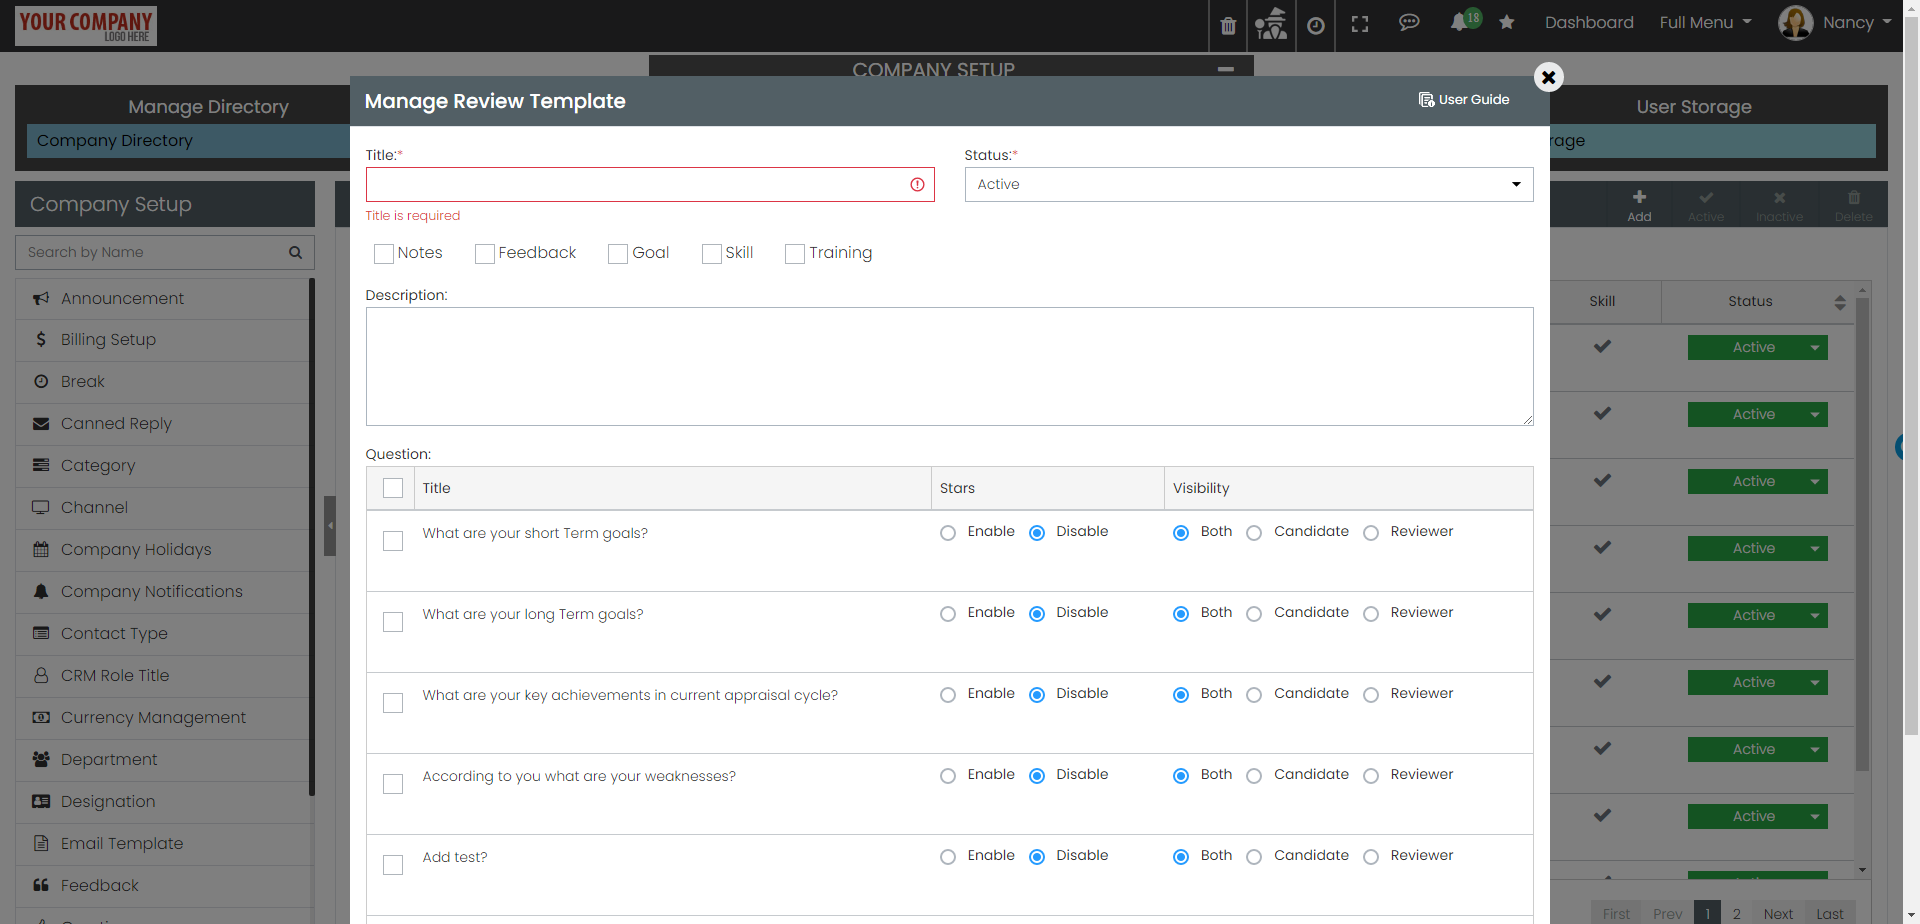 YOUR COMPANY
LOGO HERE
18
Dashboard
Full Menu
Nancy
COMPANY SETUP
Manage Directory
User Storage
Company Directory
rage
Manage Review Template
User Guide
Company Setup
Add
Active
Inactive
Delete
Search by Name
Announcement
Billing Setup
Break
Canned Reply
Category
Channel
Company Holidays
Company Notifications
Contact Type
CRM Role Title
Currency Management
Department
Designation
Email Template
Feedback
Title:*
Status:*
Active
Title is required
Notes
Feedback
Goal
Skill
Training
Description:
Question:
Title
Stars
Visibility
What are your short Term goals?
Enable
Disable
Both
Candidate
Reviewer
What are your long Term goals?
Enable
Disable
Both
Candidate
Reviewer
What are your key achievements in current appraisal cycle?
Enable
Disable
Both
Candidate
Reviewer
According to you what are your weaknesses?
Enable
Disable
Both
Candidate
Reviewer
Add test?
Enable
Disable
Both
Candidate
Reviewer
Skill
Status
Active
Active
Active
Active
Active
Active
Active
Active
First
Prev
1
2
Next
Last